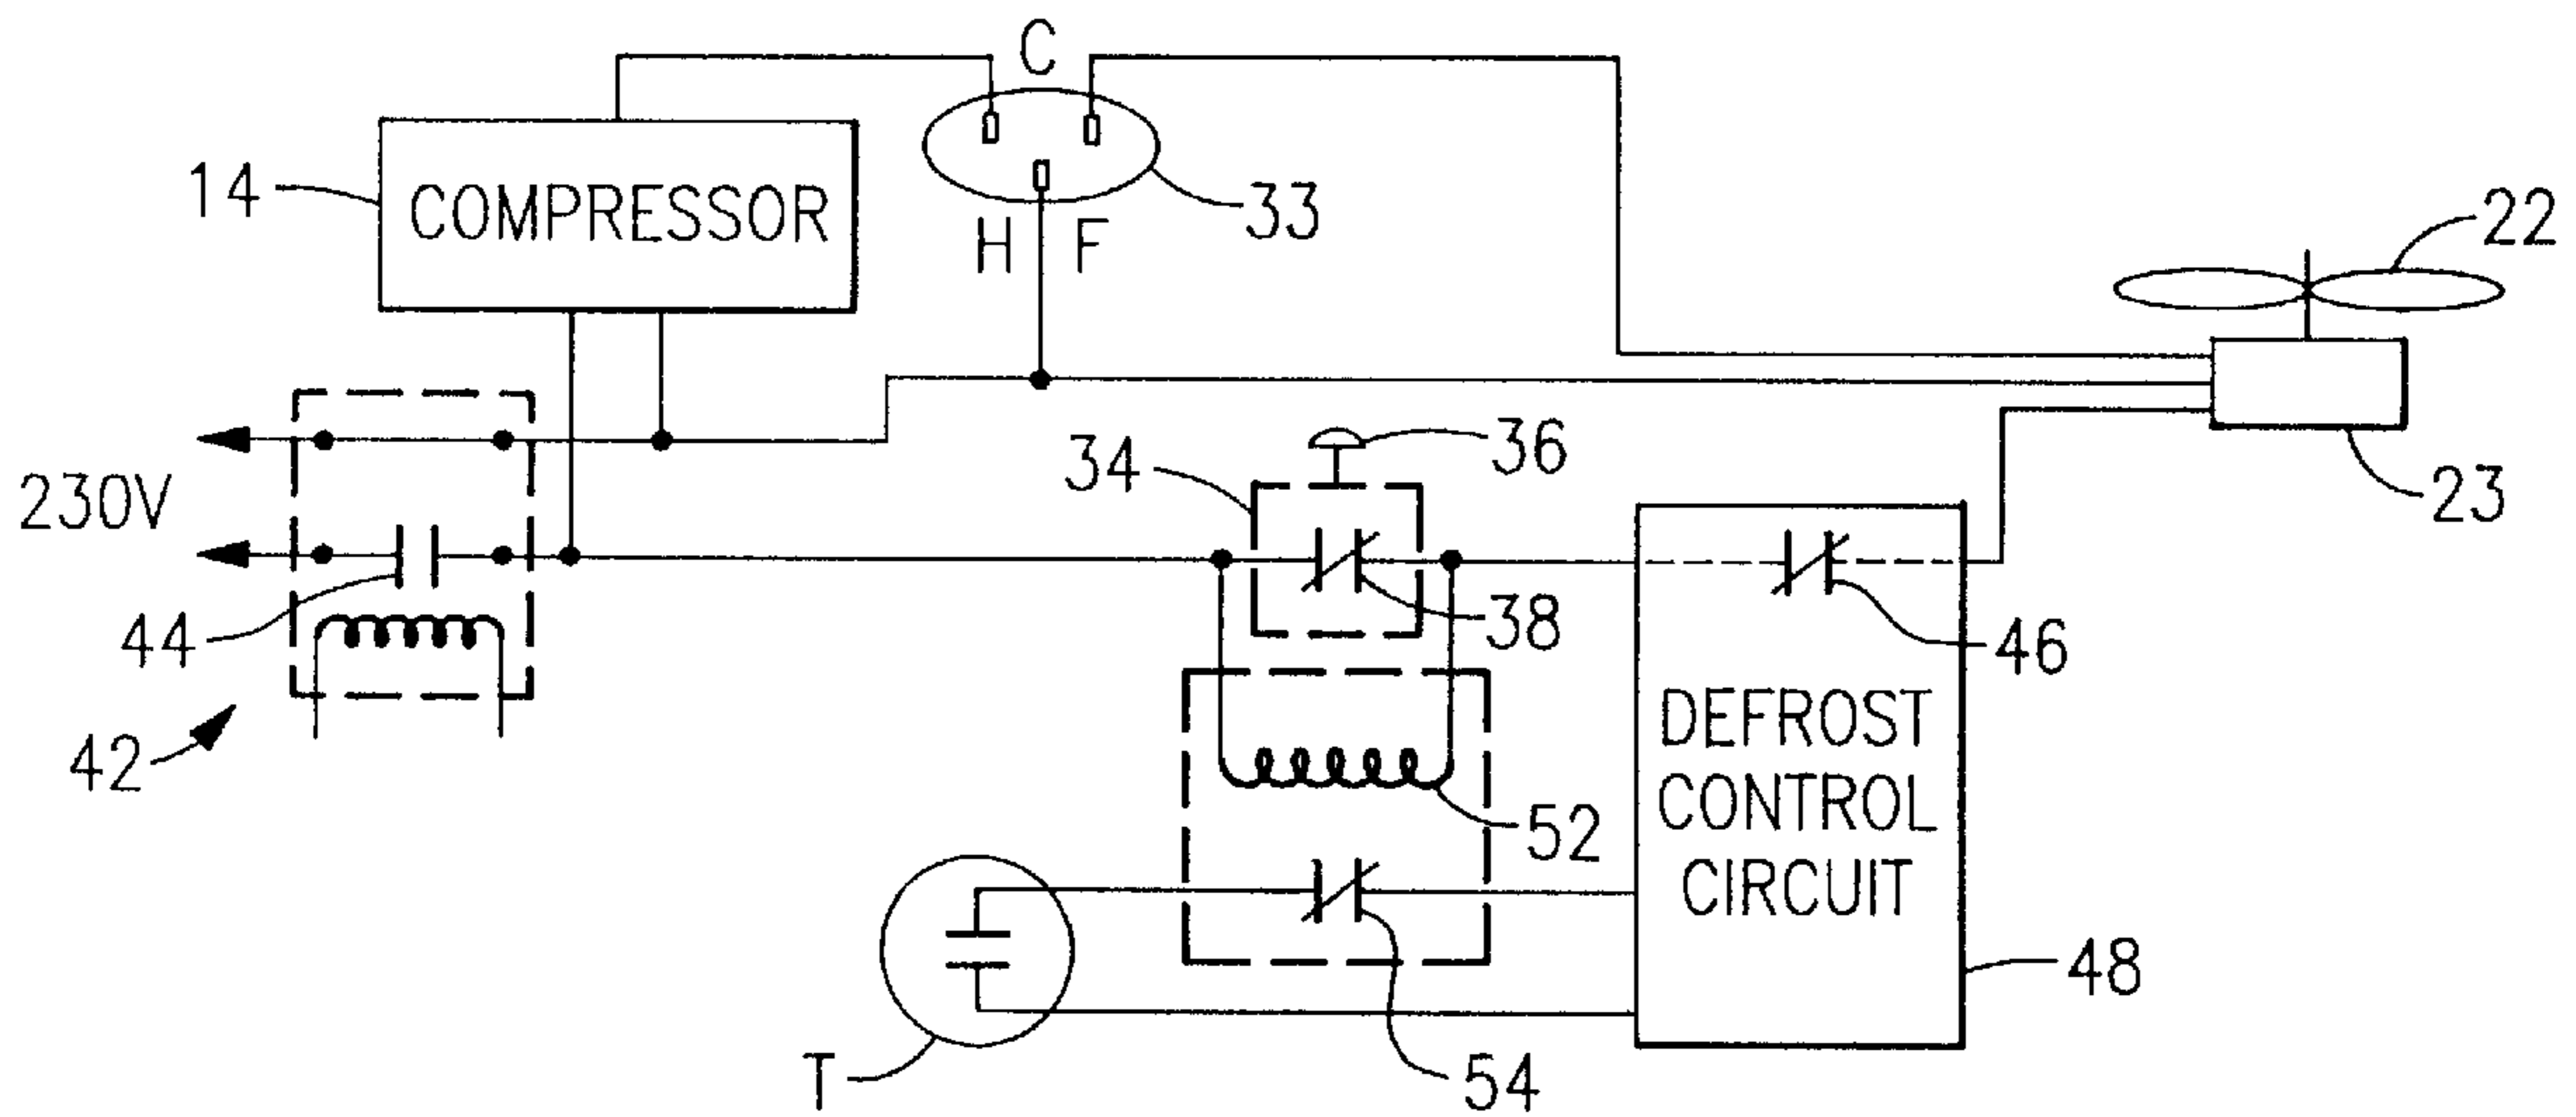 C
14
COMPRESSOR
33
H F
22
230V
34
36
23
44
38
46
42
DEFROST
CONTROL
CIRCUIT
52
48
T
54